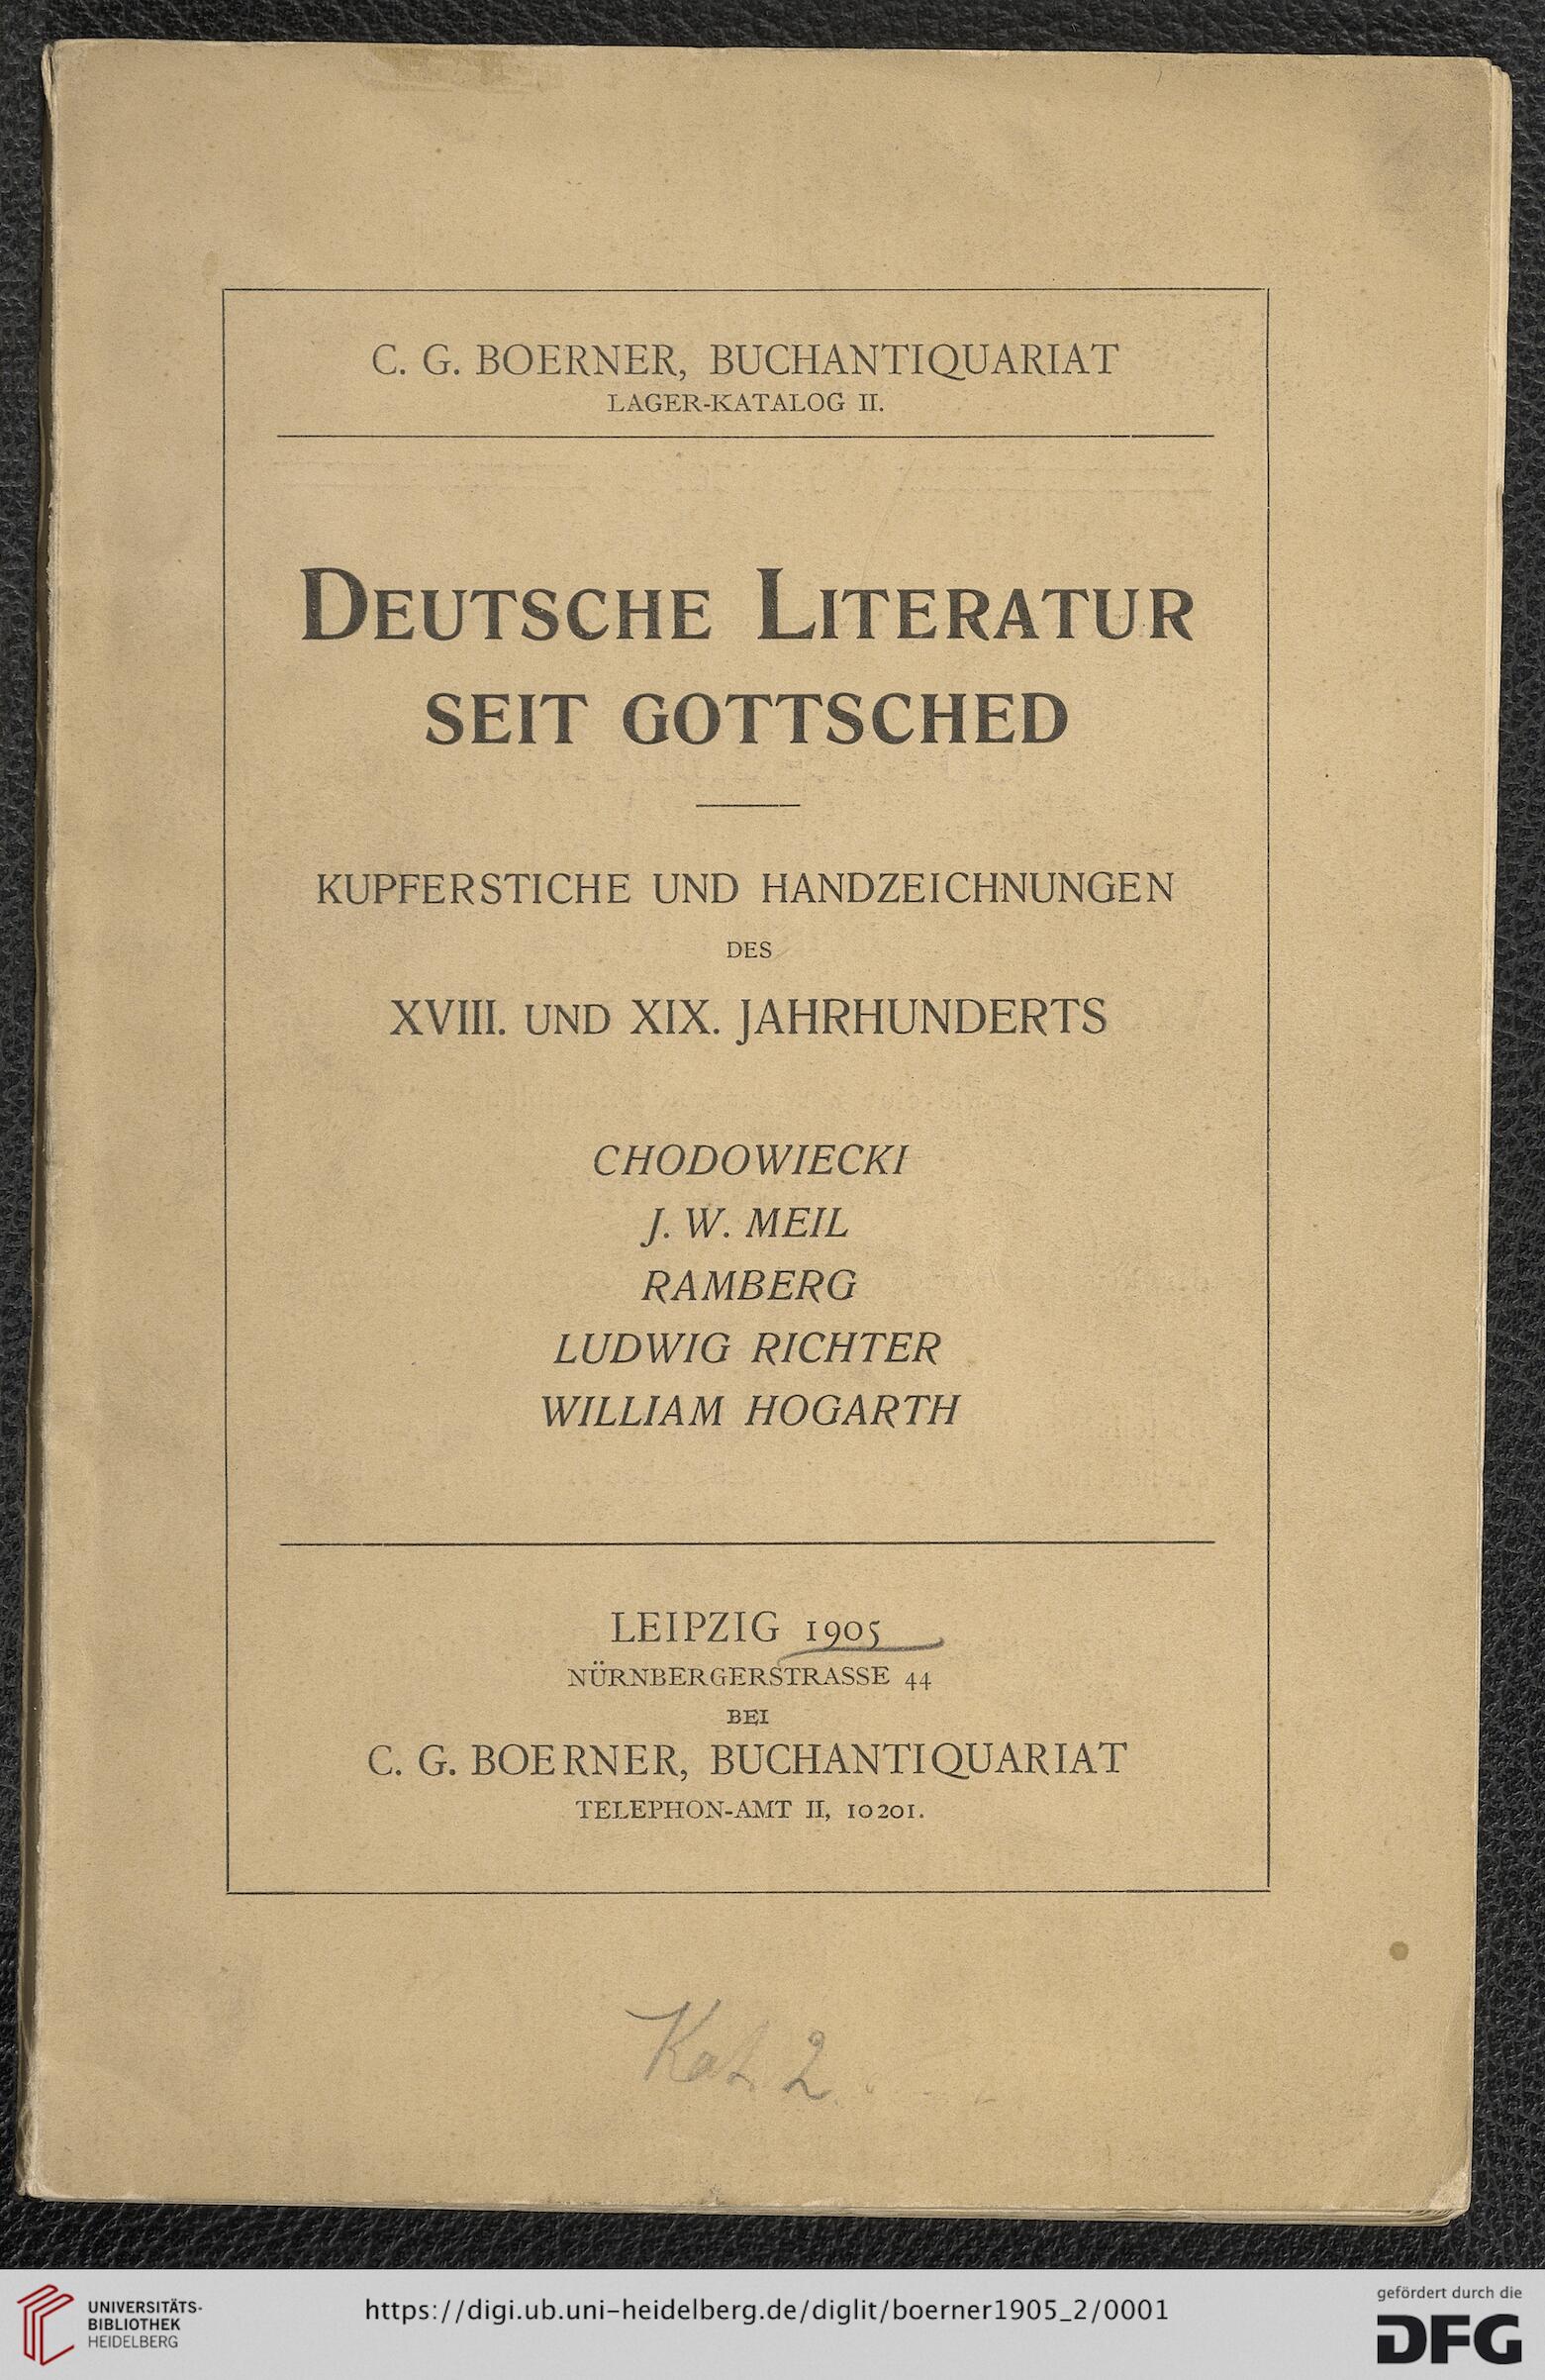 C. G. BOERNER, BUCHANTIQUARIAT
LAGER-KATALOG II.
DEUTSCHE LITERATUR
SEIT GOTTSCHED
KUPFERSTICHE UND HANDZEICHNUNGEN
DES
XVIII. UND XIX. JAHRHUNDERTS
CHODOWIECKI
J. W. MEIL
RAMBERG
LUDWIG RICHTER
WILLIAM HOGARTH
LEIPZIG 1905
NÜRNBERGERSTRASSE 44
BEI
C. G. BOERNER, BUCHANTIQUARIAT
TELEPHON-AMT II, 10201.
Kat. 2.
UNIVERSITÄTS-
BIBLIOTHEK
HEIDELBERG
https://digi.ub.uni-heidelberg.de/diglit/boerner1905_2/0001
gefördert durch die
DFG